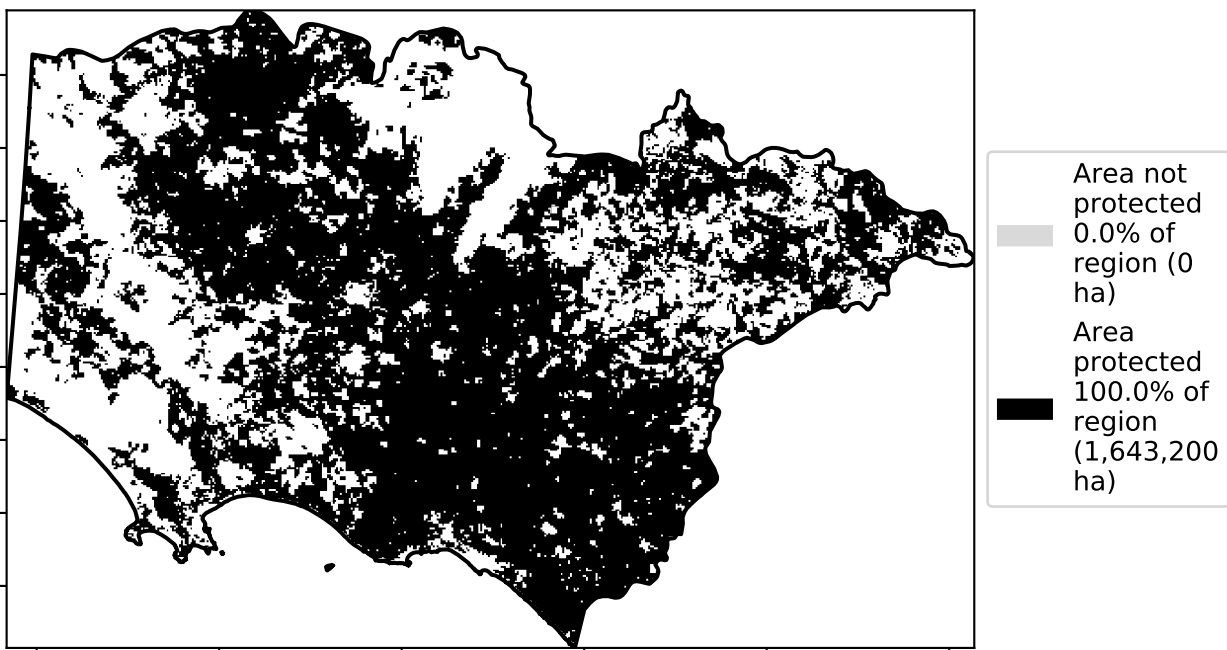 Area not
protected
0.0% of
region (0
ha)
Area
protected
100.0% of
region
(1,643,200
ha)